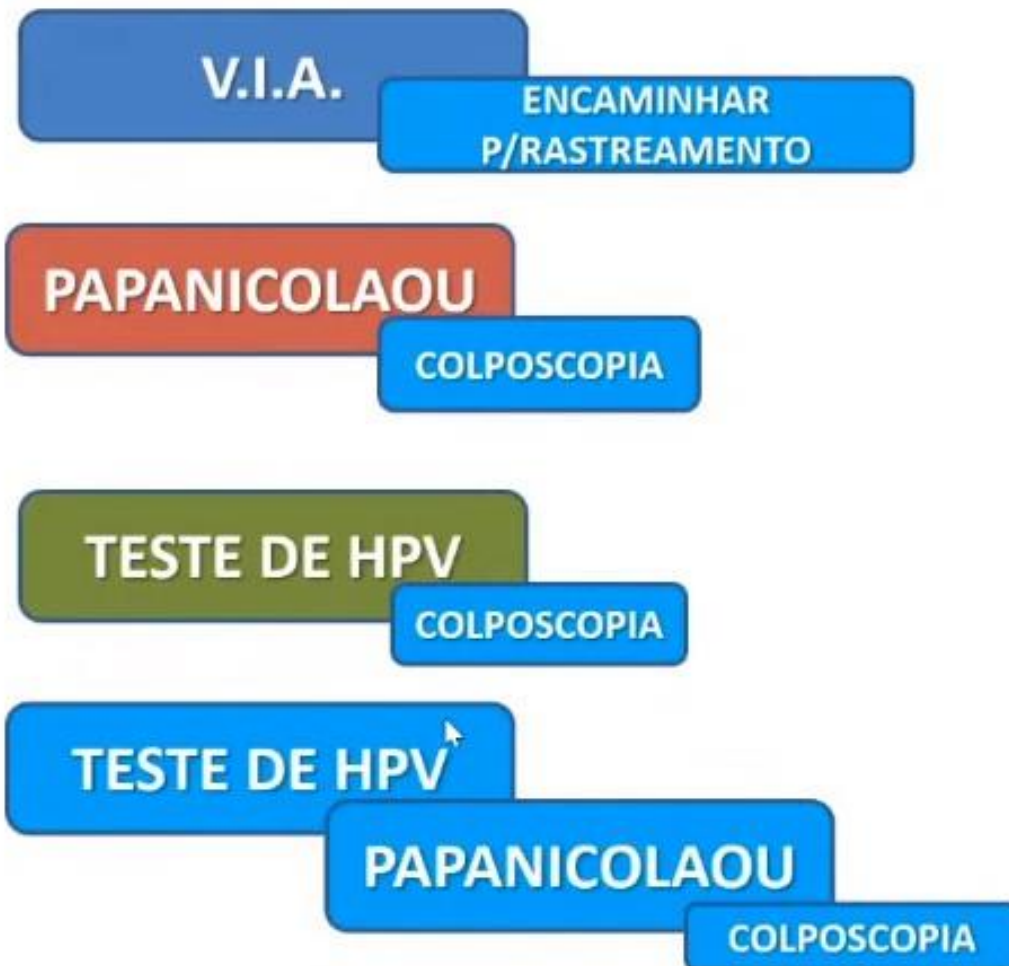 V.I.A.
ENCAMINHAR
P/RASTREAMENTO
PAPANICOLAOU
COLPOSCOPIA
TESTE DE HPV
COLPOSCOPIA
TESTE DE HPV
PAPANICOLAOU
COLPOSCOPIA